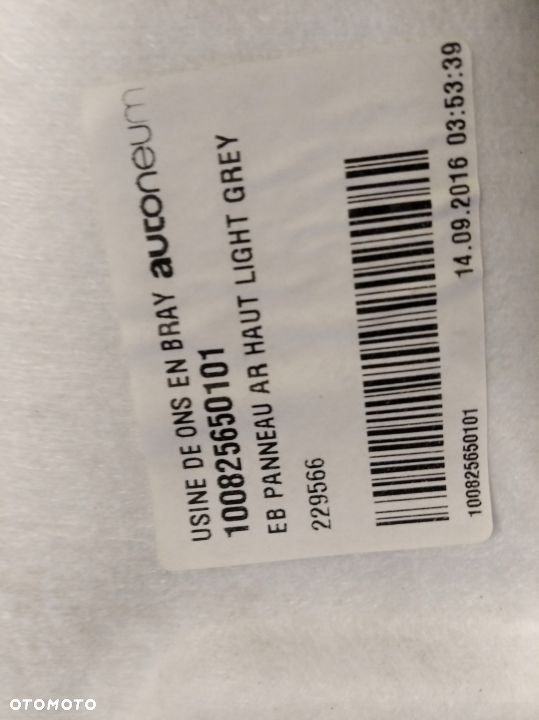 USINE DE ONS EN BRAY autoneum
100825650101
EB PANNEAU AR HAUT LIGHT GREY
229566
100825650101
14.09.2016 03:53:39
OTOMOTO